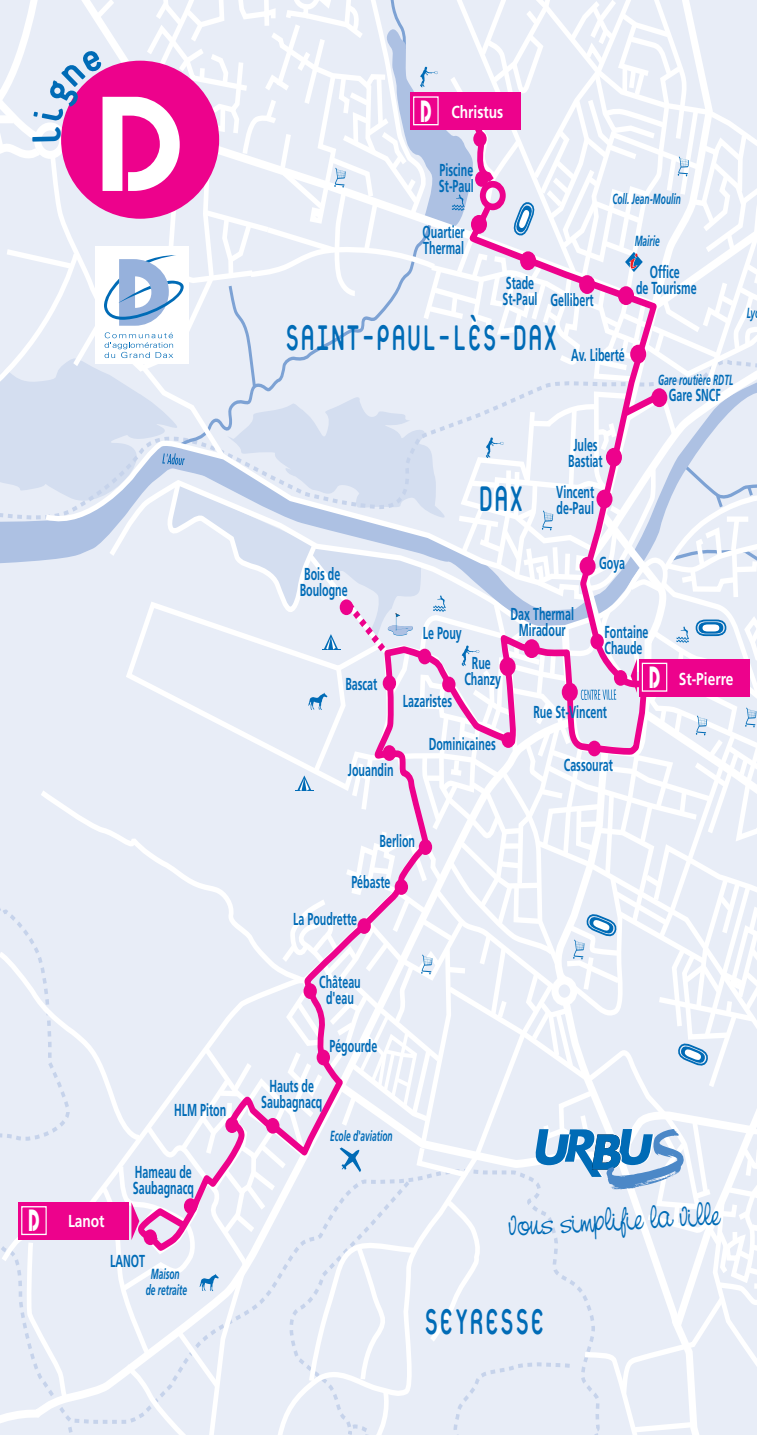 ligne
D
D Christus
Piscine
St-Paul
Coll. Jean-Moulin
Quartier
Thermal
Mairie
Office
de Tourisme
Stade
St-Paul
Gellibert
D
Communauté
d'agglomération
du Grand Dax
SAINT-PAUL-LÈS-DAX
Av. Liberté
Gare routière RDTL
Gare SNCF
Jules
Bastiat
L'Adour
DAX
Vincent
de-Paul
Goya
Bois de
Boulogne
Dax Thermal
Miradour
Le Pouy
Fontaine
Chaude
Rue
Chanzy
D St-Pierre
Bascat
Lazaristes
CENTRE VILLE
Rue St-Vincent
Dominicaines
Cassourat
Jouandin
Berlion
Pébaste
La Poudrette
Château
d'eau
Pégourde
Hauts de
Saubagnacq
HLM Piton
Ecole d'aviation
URBUS
vous simplifie la ville
Hameau de
Saubagnacq
D Lanot
LANOT
Maison
de retraite
SEYRESSE